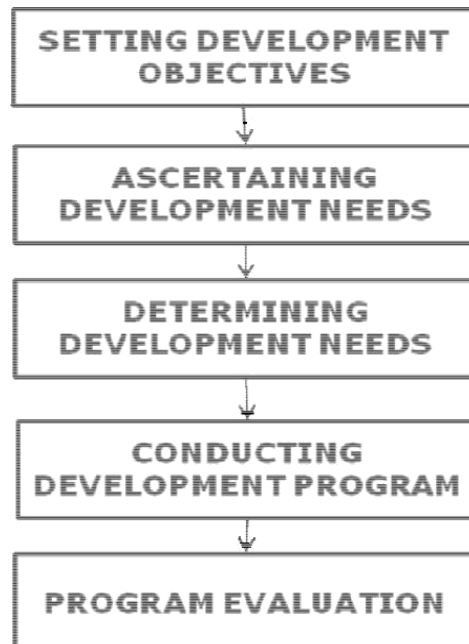 SETTING DEVELOPMENT
OBJECTIVES
ASCERTAINING
DEVELOPMENT NEEDS
DETERMINING
DEVELOPMENT NEEDS
CONDUCTING
DEVELOPMENT PROGRAM
PROGRAM EVALUATION